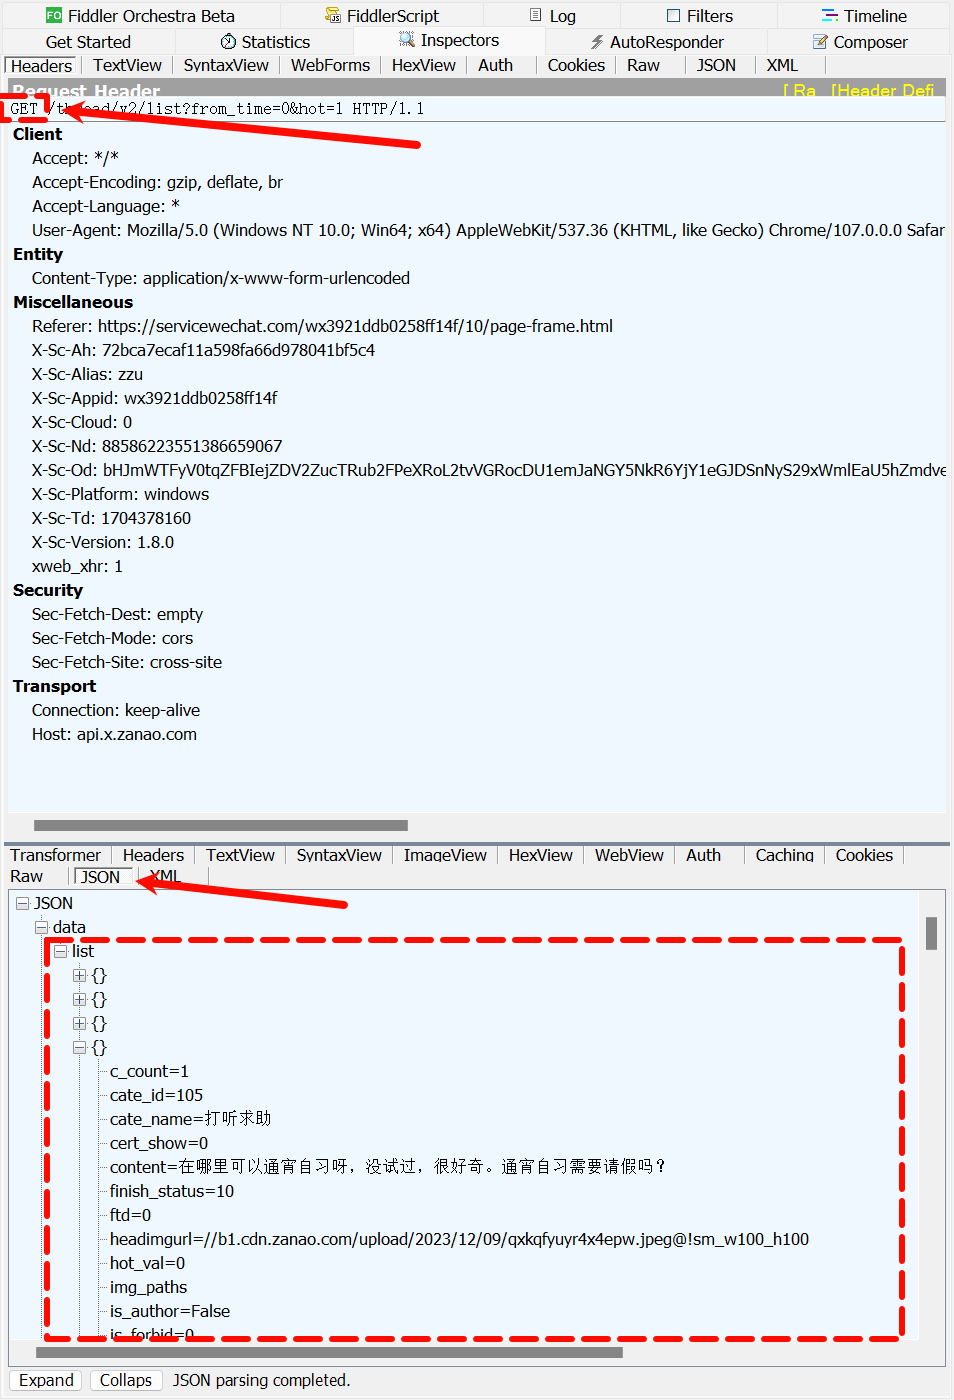 Fiddler Orchestra Beta FiddlerScript Log Filters Timeline
Get Started Statistics Inspectors AutoResponder Composer
Headers TextView SyntaxView WebForms HexView Auth Cookies Raw JSON XML
Request Header [ Ra [Header Defi
GET /thread/v2/list?from_time=0&hot=1 HTTP/1.1
Client
Accept: */*
Accept-Encoding: gzip, deflate, br
Accept-Language: *
User-Agent: Mozilla/5.0 (Windows NT 10.0; Win64; x64) AppleWebKit/537.36 (KHTML, like Gecko) Chrome/107.0.0.0 Safar
Entity
Content-Type: application/x-www-form-urlencoded
Miscellaneous
Referer: https://servicewechat.com/wx3921ddb0258ff14f/10/page-frame.html
X-Sc-Ah: 72bca7ecaf11a598fa66d978041bf5c4
X-Sc-Alias: zzu
X-Sc-Appid: wx3921ddb0258ff14f
X-Sc-Cloud: 0
X-Sc-Nd: 88586223551386659067
X-Sc-Od: bHJmWTFyV0tqZFBIejZDV2ZucTRub2FPeXRoL2tvVGRocDU1emJaNGY5NkR6YjY1eGJDSnNyS29xWmlEaU5hZmdve
X-Sc-Platform: windows
X-Sc-Td: 1704378160
X-Sc-Version: 1.8.0
xweb_xhr: 1
Security
Sec-Fetch-Dest: empty
Sec-Fetch-Mode: cors
Sec-Fetch-Site: cross-site
Transport
Connection: keep-alive
Host: api.x.zanao.com
Transformer Headers TextView SyntaxView ImageView HexView WebView Auth Caching Cookies
Raw JSON XML
JSON
data
list
{}
{}
{}
{}
c_count=1
cate_id=105
cate_name=打听求助
cert_show=0
content=在哪里可以通宵自习呀，没试过，很好奇。通宵自习需要请假吗？
finish_status=10
ftd=0
headimgurl=//b1.cdn.zanao.com/upload/2023/12/09/qxkqfyuyr4x4epw.jpeg@!sm_w100_h100
hot_val=0
img_paths
is_author=False
is_forbid=0
Expand Collaps JSON parsing completed.